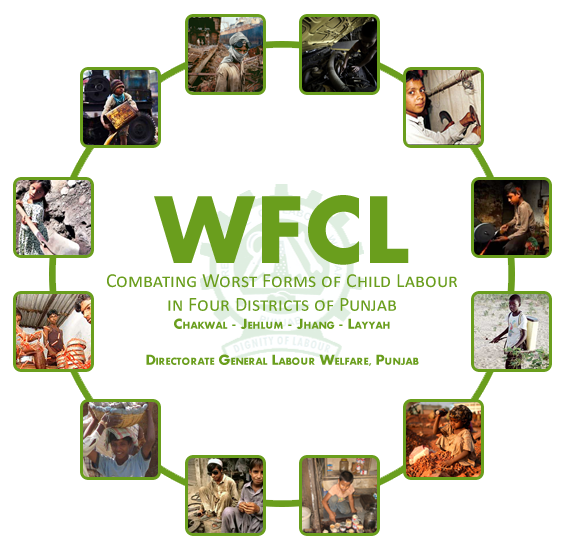 WFCL
Combating Worst Forms of Child Labour
in Four Districts of Punjab
Chakwal - Jehlum - Jhang - Layyah
Directorate General Labour Welfare, Punjab
DIGNITY OF LABOUR